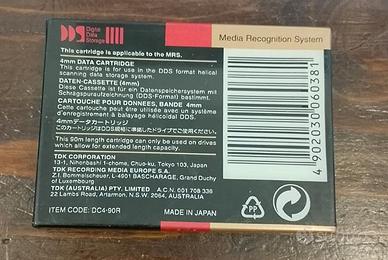 DDS
Digital
Data
Storage
Media Recognition System
This cartridge is applicable to the MRS.
4mm DATA CARTRIDGE
This cartridge is for use in the DDS format helical
scanning data storage system.
DATEN-CASSETTE (4mm)
Diese Cassette ist für ein Datenspeichersystem mit
Schrägspuraufzeichnung (DDS-Format) bestimmt.
CARTOUCHE POUR DONNEES, BANDE 4mm
Cette cartouche peut être utilisée avec un système
d'enregistrement à balayage hélicoïdal DDS.
4mmデータカートリッジ
このカートリッジはDDS規格に準拠したドライブでご使用ください。
This 90m length cartridge can only be used on drives
which allow for extended length capacity.
TDK CORPORATION
13-1, Nihonbashi 1-chome, Chuo-ku, Tokyo 103, Japan
TDK RECORDING MEDIA EUROPE S.A.
Z.I. Bommelscheuer, L-4901 BASCHARAGE, Grand Duchy
of Luxembourg
TDK (AUSTRALIA) PTY. LIMITED A.C.N. 001 708 336
22 Lambs Road, Artarmon, N.S.W. 2064, AUSTRALIA
ITEM CODE: DC4-90R
MADE IN JAPAN
4 902030 060381